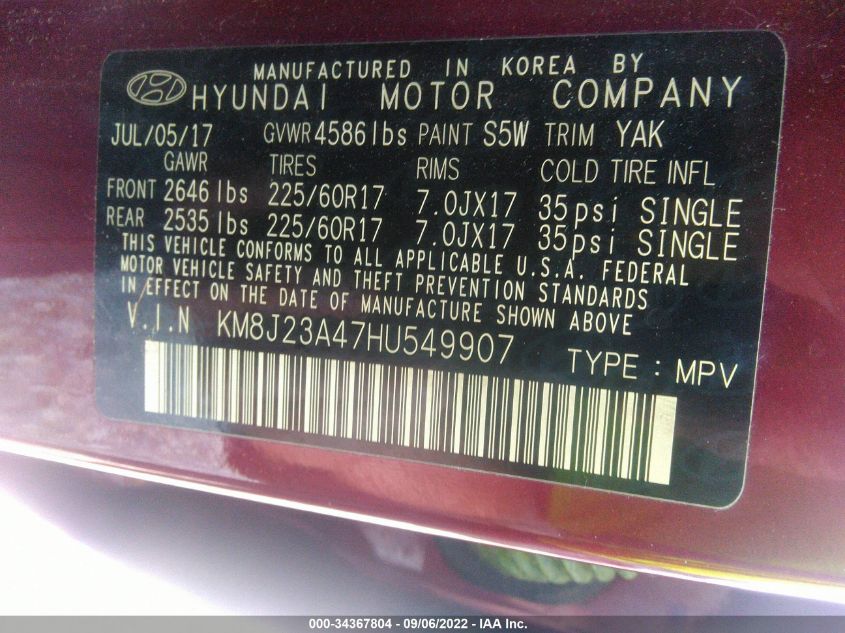 MANUFACTURED IN KOREA BY
HYUNDAI MOTOR COMPANY
JUL/05/17 GVWR 4586 lbs PAINT S5W TRIM YAK
GAWR TIRES RIMS COLD TIRE INFL
FRONT 2646 lbs 225/60R17 7.0JX17 35psi SINGLE
REAR 2535 lbs 225/60R17 7.0JX17 35psi SINGLE
THIS VEHICLE CONFORMS TO ALL APPLICABLE U.S.A. FEDERAL
MOTOR VEHICLE SAFETY AND THEFT PREVENTION STANDARDS
IN EFFECT ON THE DATE OF MANUFACTURE SHOWN ABOVE
V.I.N KM8J23A47HU549907 TYPE : MPV
000-34367804 - 09/06/2022 - IAA Inc.